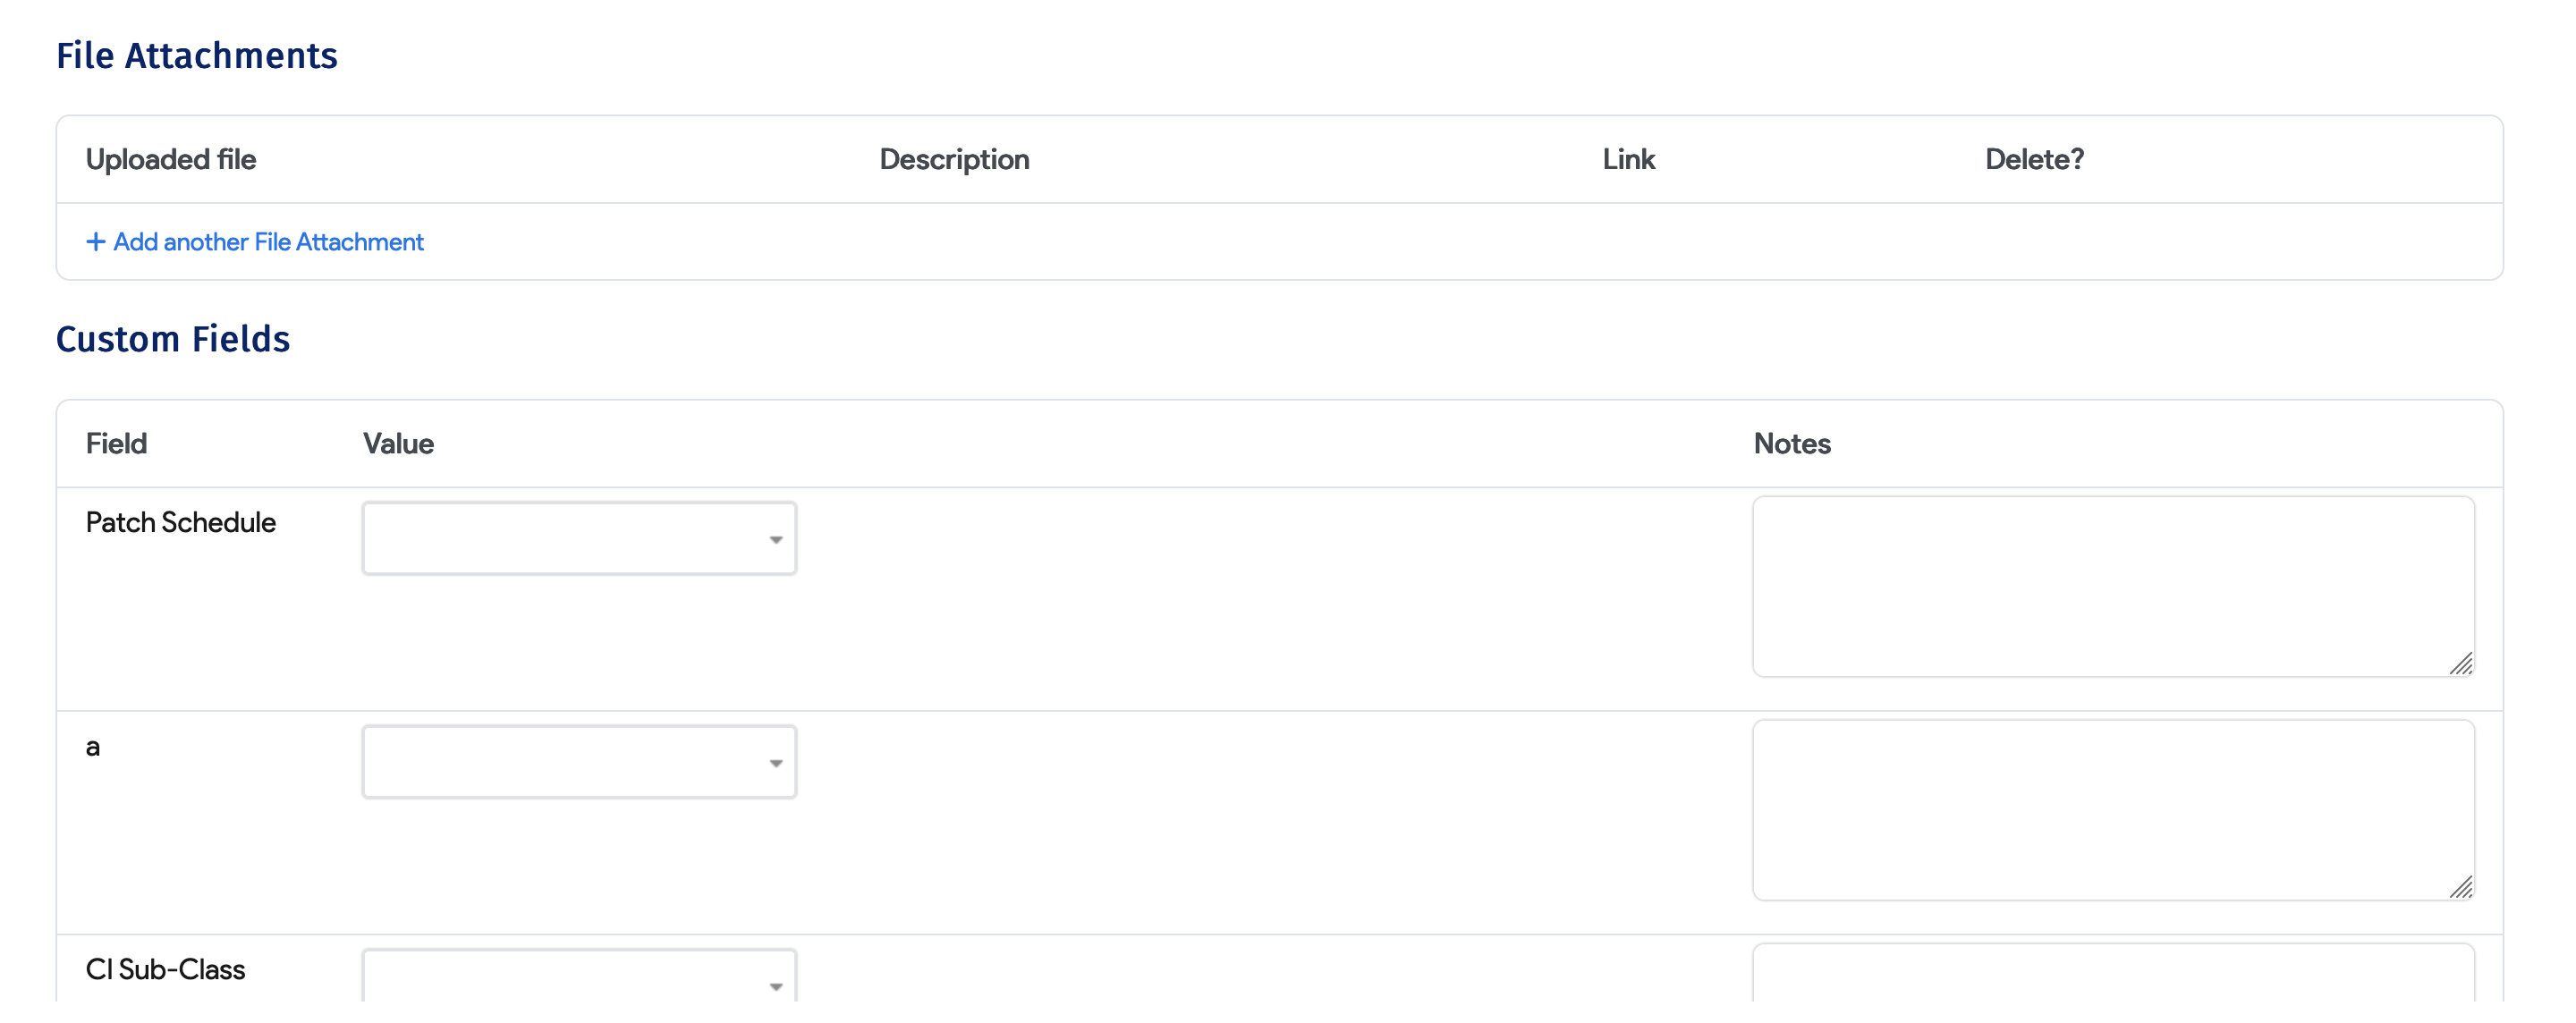 File Attachments
Uploaded file Description Link Delete?
+ Add another File Attachment
Custom Fields
Field Value Notes
Patch Schedule
a
CI Sub-Class